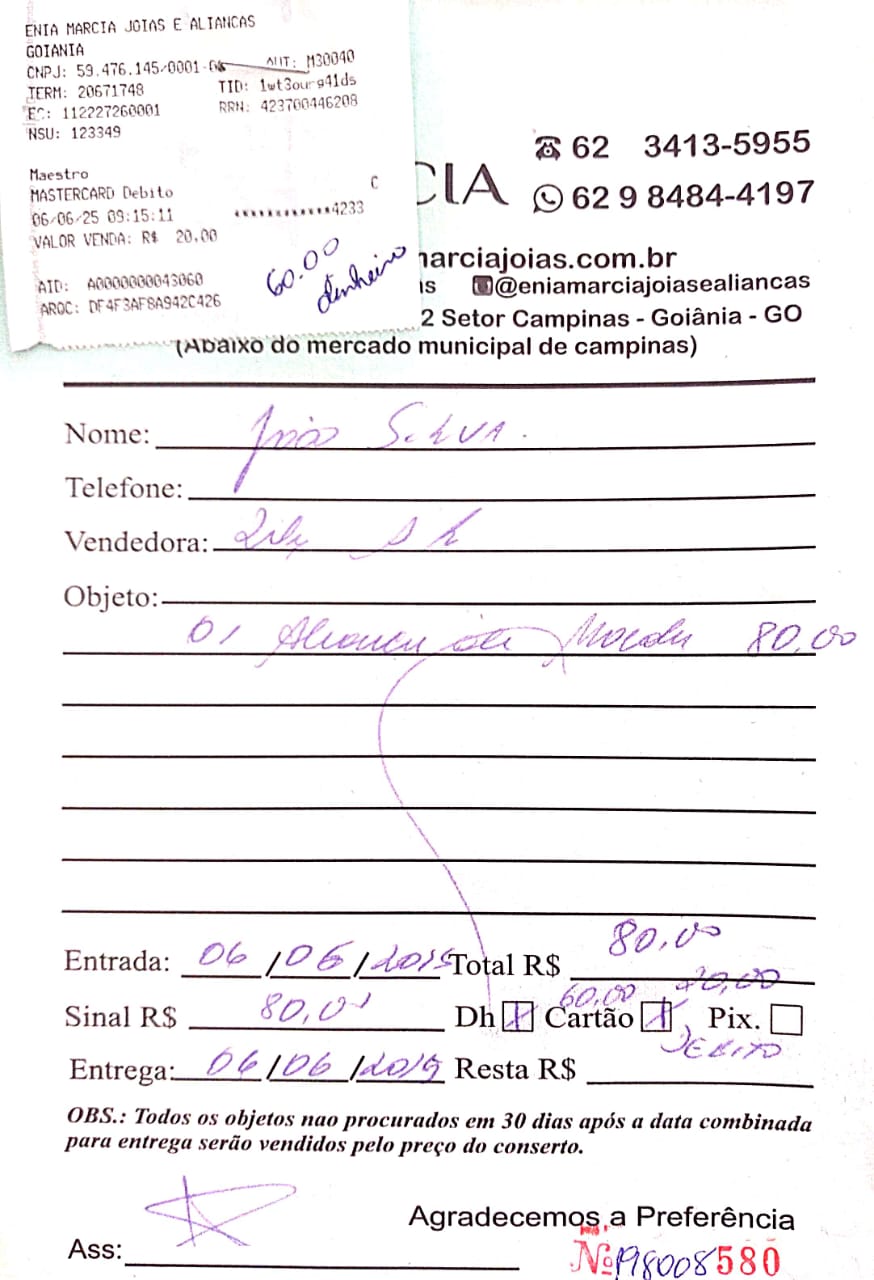 ENIA MARCIA JOIAS E ALIANCAS
GOIANIA
CNPJ: 59.476.145/0001- AUT: M30040
TERM: 20671748 TID: 1wt3ourg41ds
EC: 112227260001 RRN: 423700446208
NSU: 123349
Maestro C
MASTERCARD Debito
06/06/25 09:15:11 ************4233
VALOR VENDA: R$ 20,00
60.00
dinheiro
AID: A0000000043060
ARQC: DF4F3AF8A942C426
CIA
62 3413-5955
62 9 8484-4197
marciajoias.com.br
as @eniamarciajoiasealiancas
2 Setor Campinas - Goiânia - GO
(Abaixo do mercado municipal de campinas)
Nome: João SiLVA.
Telefone:
Vendedora:
Objeto:
01 Aliança de Moeda 80,00
Entrada: 06/06/2025 Total R$ 80,00
Sinal R$ 80,00 Dh X 60,00 Cartão X 20,00 DEBITO Pix.
Entrega: 06/06/2025 Resta R$
OBS.: Todos os objetos nao procurados em 30 dias após a data combinada
para entrega serão vendidos pelo preço do conserto.
Agradecemos a Preferência
Ass:
Nº 198008580